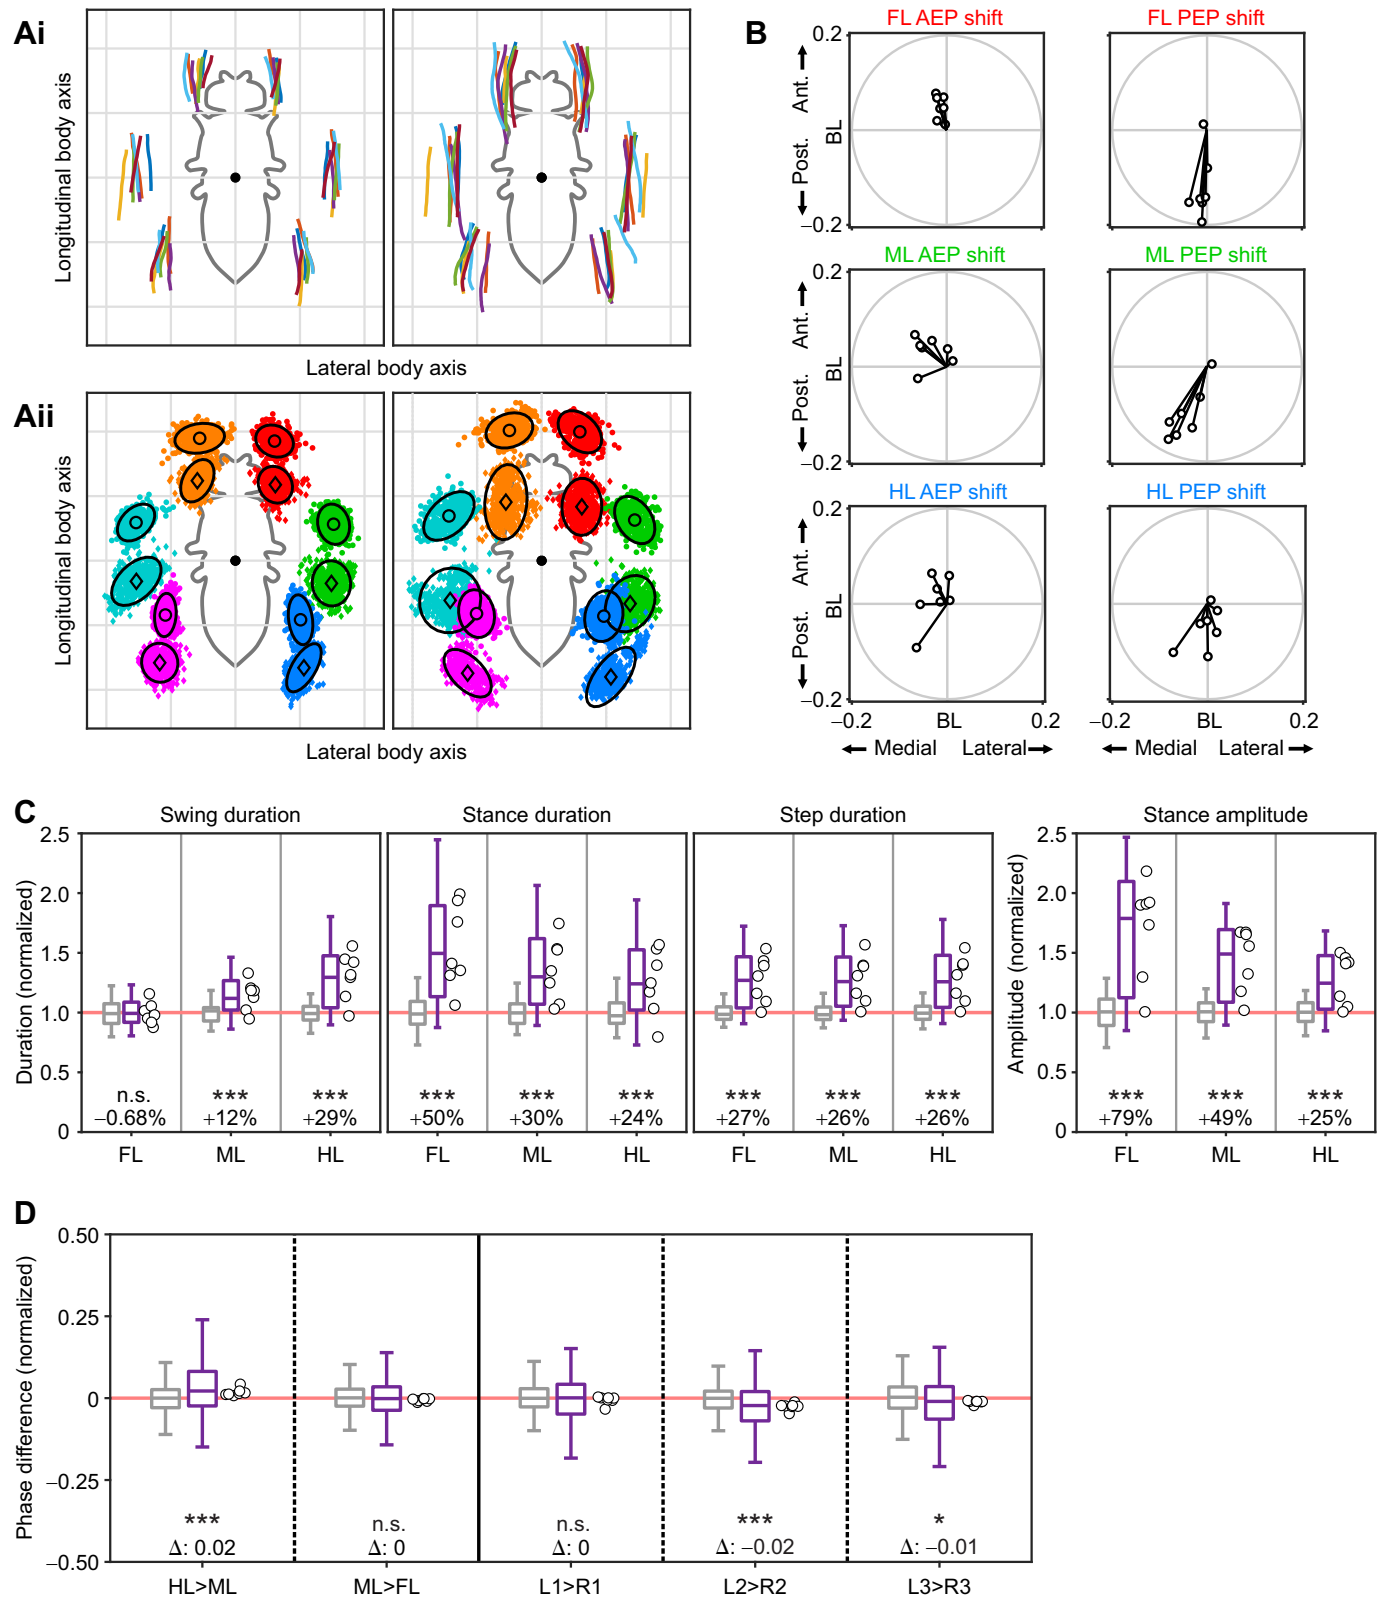 Ai
Longitudinal body axis
Lateral body axis
Aii
Longitudinal body axis
Lateral body axis
B
FL AEP shift
FL PEP shift
0.2
Ant.
BL
Post.
−0.2
ML AEP shift
ML PEP shift
0.2
Ant.
BL
Post.
−0.2
HL AEP shift
HL PEP shift
0.2
Ant.
BL
Post.
−0.2
−0.2 BL 0.2
−0.2 BL 0.2
Medial Lateral
Medial Lateral
C
Swing duration
Stance duration
Step duration
Stance amplitude
Duration (normalized)
2.5
2.0
1.5
1.0
0.5
0
n.s. *** ***
−0.68% +12% +29%
FL ML HL
*** *** ***
+50% +30% +24%
FL ML HL
*** *** ***
+27% +26% +26%
FL ML HL
Amplitude (normalized)
2.5
2.0
1.5
1.0
0.5
0
*** *** ***
+79% +49% +25%
FL ML HL
D
Phase difference (normalized)
0.50
0.25
0
−0.25
−0.50
*** n.s. n.s. *** *
Δ: 0.02 Δ: 0 Δ: 0 Δ: −0.02 Δ: −0.01
HL>ML ML>FL L1>R1 L2>R2 L3>R3